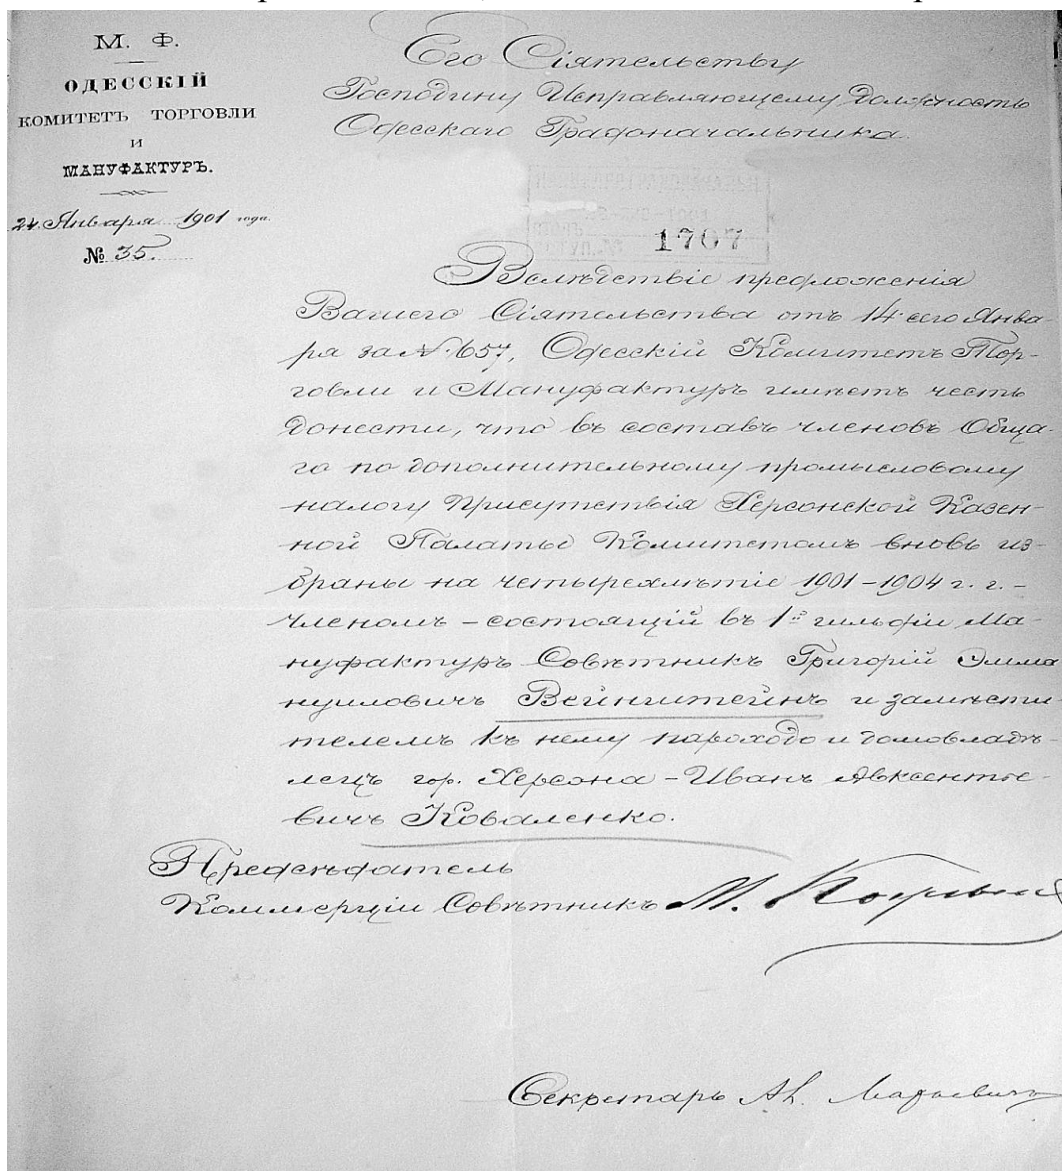 М. Ф.
ОДЕССКІЙ
КОМИТЕТЪ ТОРГОВЛИ
И
МАНУФАКТУРЪ.
24 Января 1901 года.
№ 35.
Его Сіятельству
Господину Исправляющему Должность
Одесскаго Градоначальника.
1707
Вслѣдствіе предложенія
Вашего Сіятельства отъ 14 сего Янва-
ря за № 657, Одесскій Комитетъ Тор-
говли и Мануфактуръ имѣетъ честь
донести, что въ составъ членовъ Обща-
го по дополнительному промысловому
налогу Присутствія Херсонской Казен-
ной Палаты Комитетомъ вновь из-
браны на четырехлѣтіе 1901-1904 г. г. -
членомъ - состоящій въ 1й гильдіи Ма-
нуфактуръ Совѣтникъ Григорій Эмма
нуиловичъ Вейнштейнъ и замѣсти
телемъ къ нему пароходо и домовладѣ-
лецъ гор. Херсона - Иванъ Авксентье-
вичъ Коваленко.
Предсѣдатель
Коммерціи Совѣтникъ М.
Секретарь